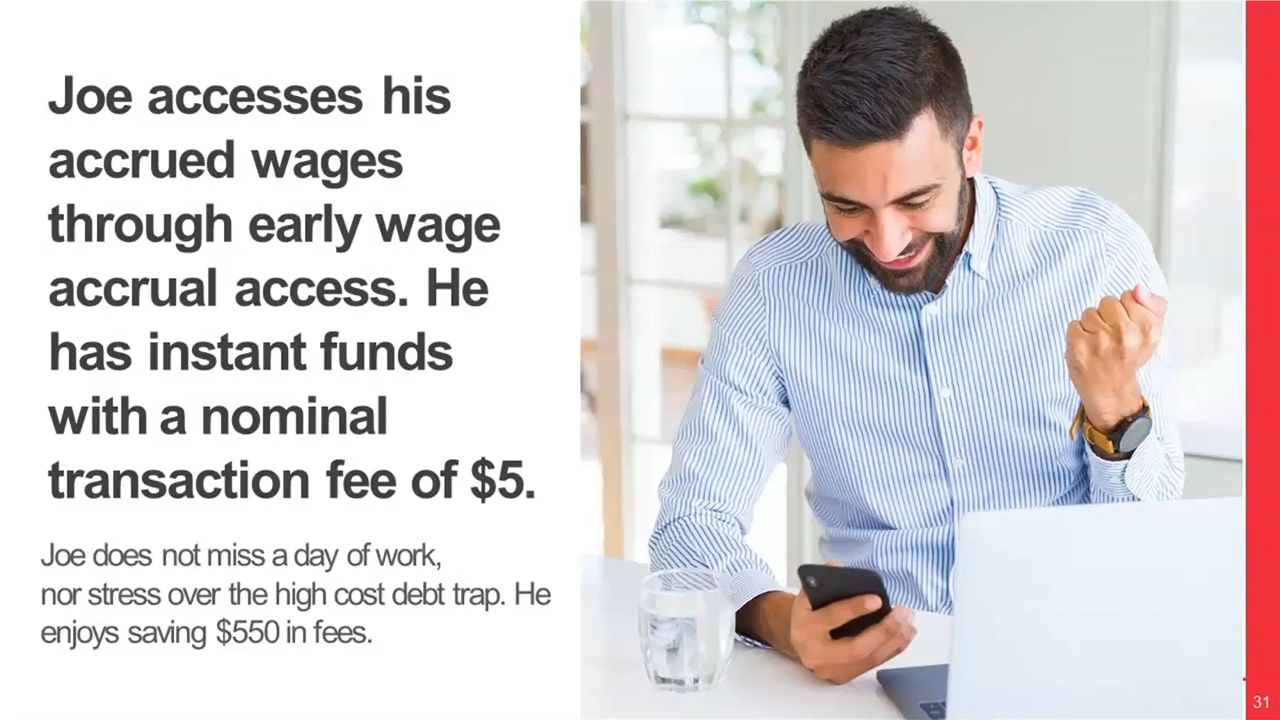 Joe accesses his
accrued wages
through early wage
accrual access. He
has instant funds
with a nominal
transaction fee of $5.
Joe does not miss a day of work,
nor stress over the high cost debt trap. He
enjoys saving $550 in fees.
31